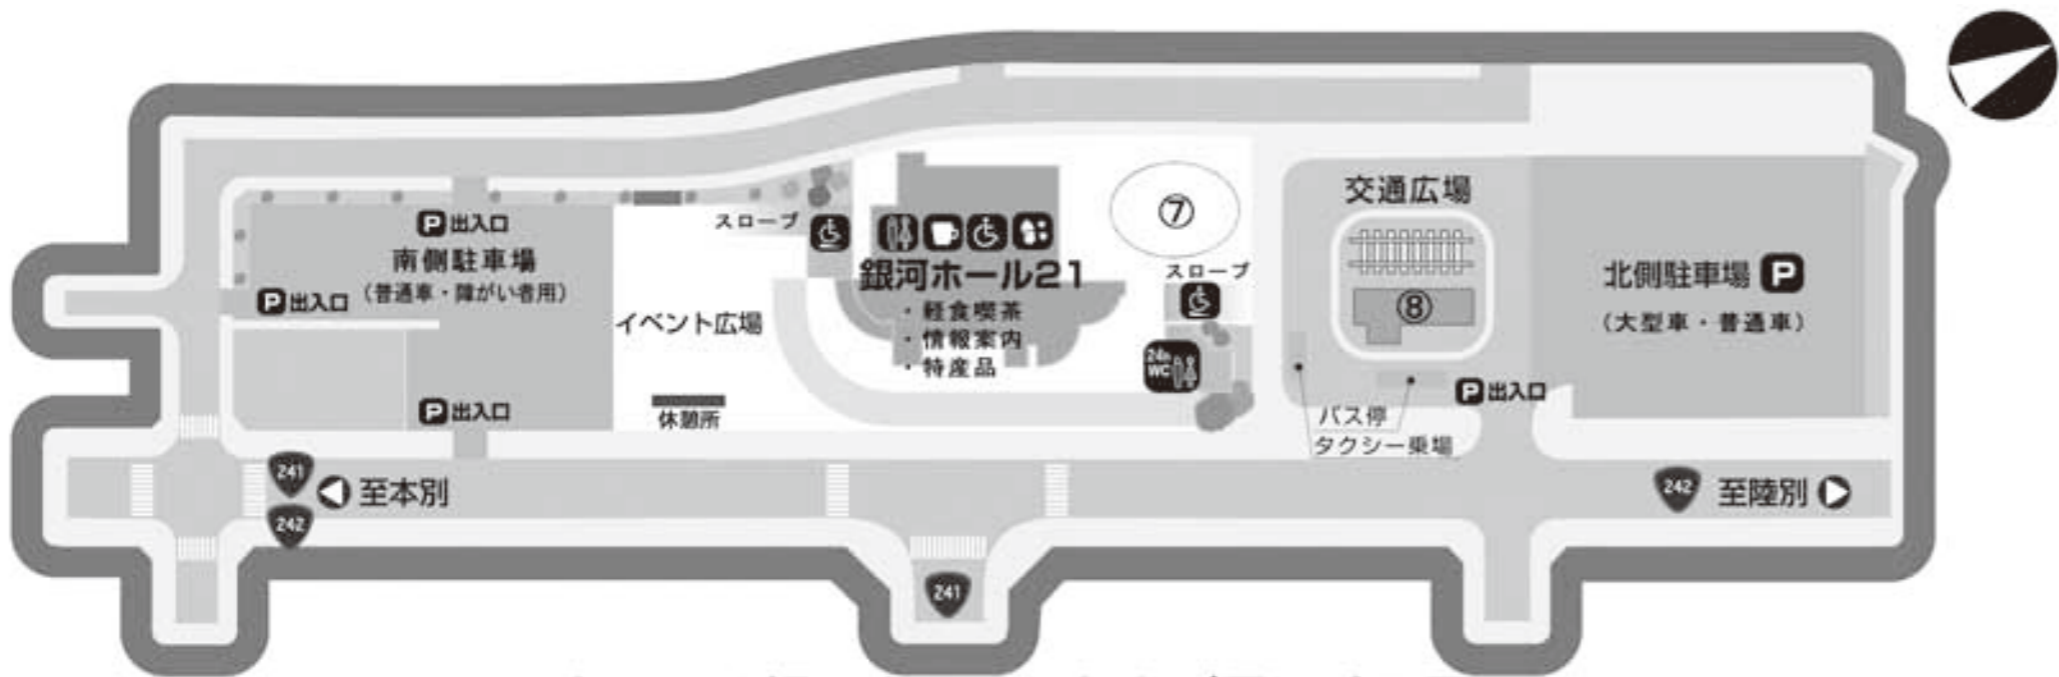 交通広場
⑦
スロープ
P 出入口
南側駐車場
(普通車・障がい者用)
P 出入口
イベント広場
銀河ホール21
・軽食喫茶
・情報案内
・特産品
スロープ
24h
WC
⑧
北側駐車場 P
(大型車・普通車)
P 出入口
休憩所
P 出入口
バス停
タクシー乗場
241
242
至本別
241
242
至陸別